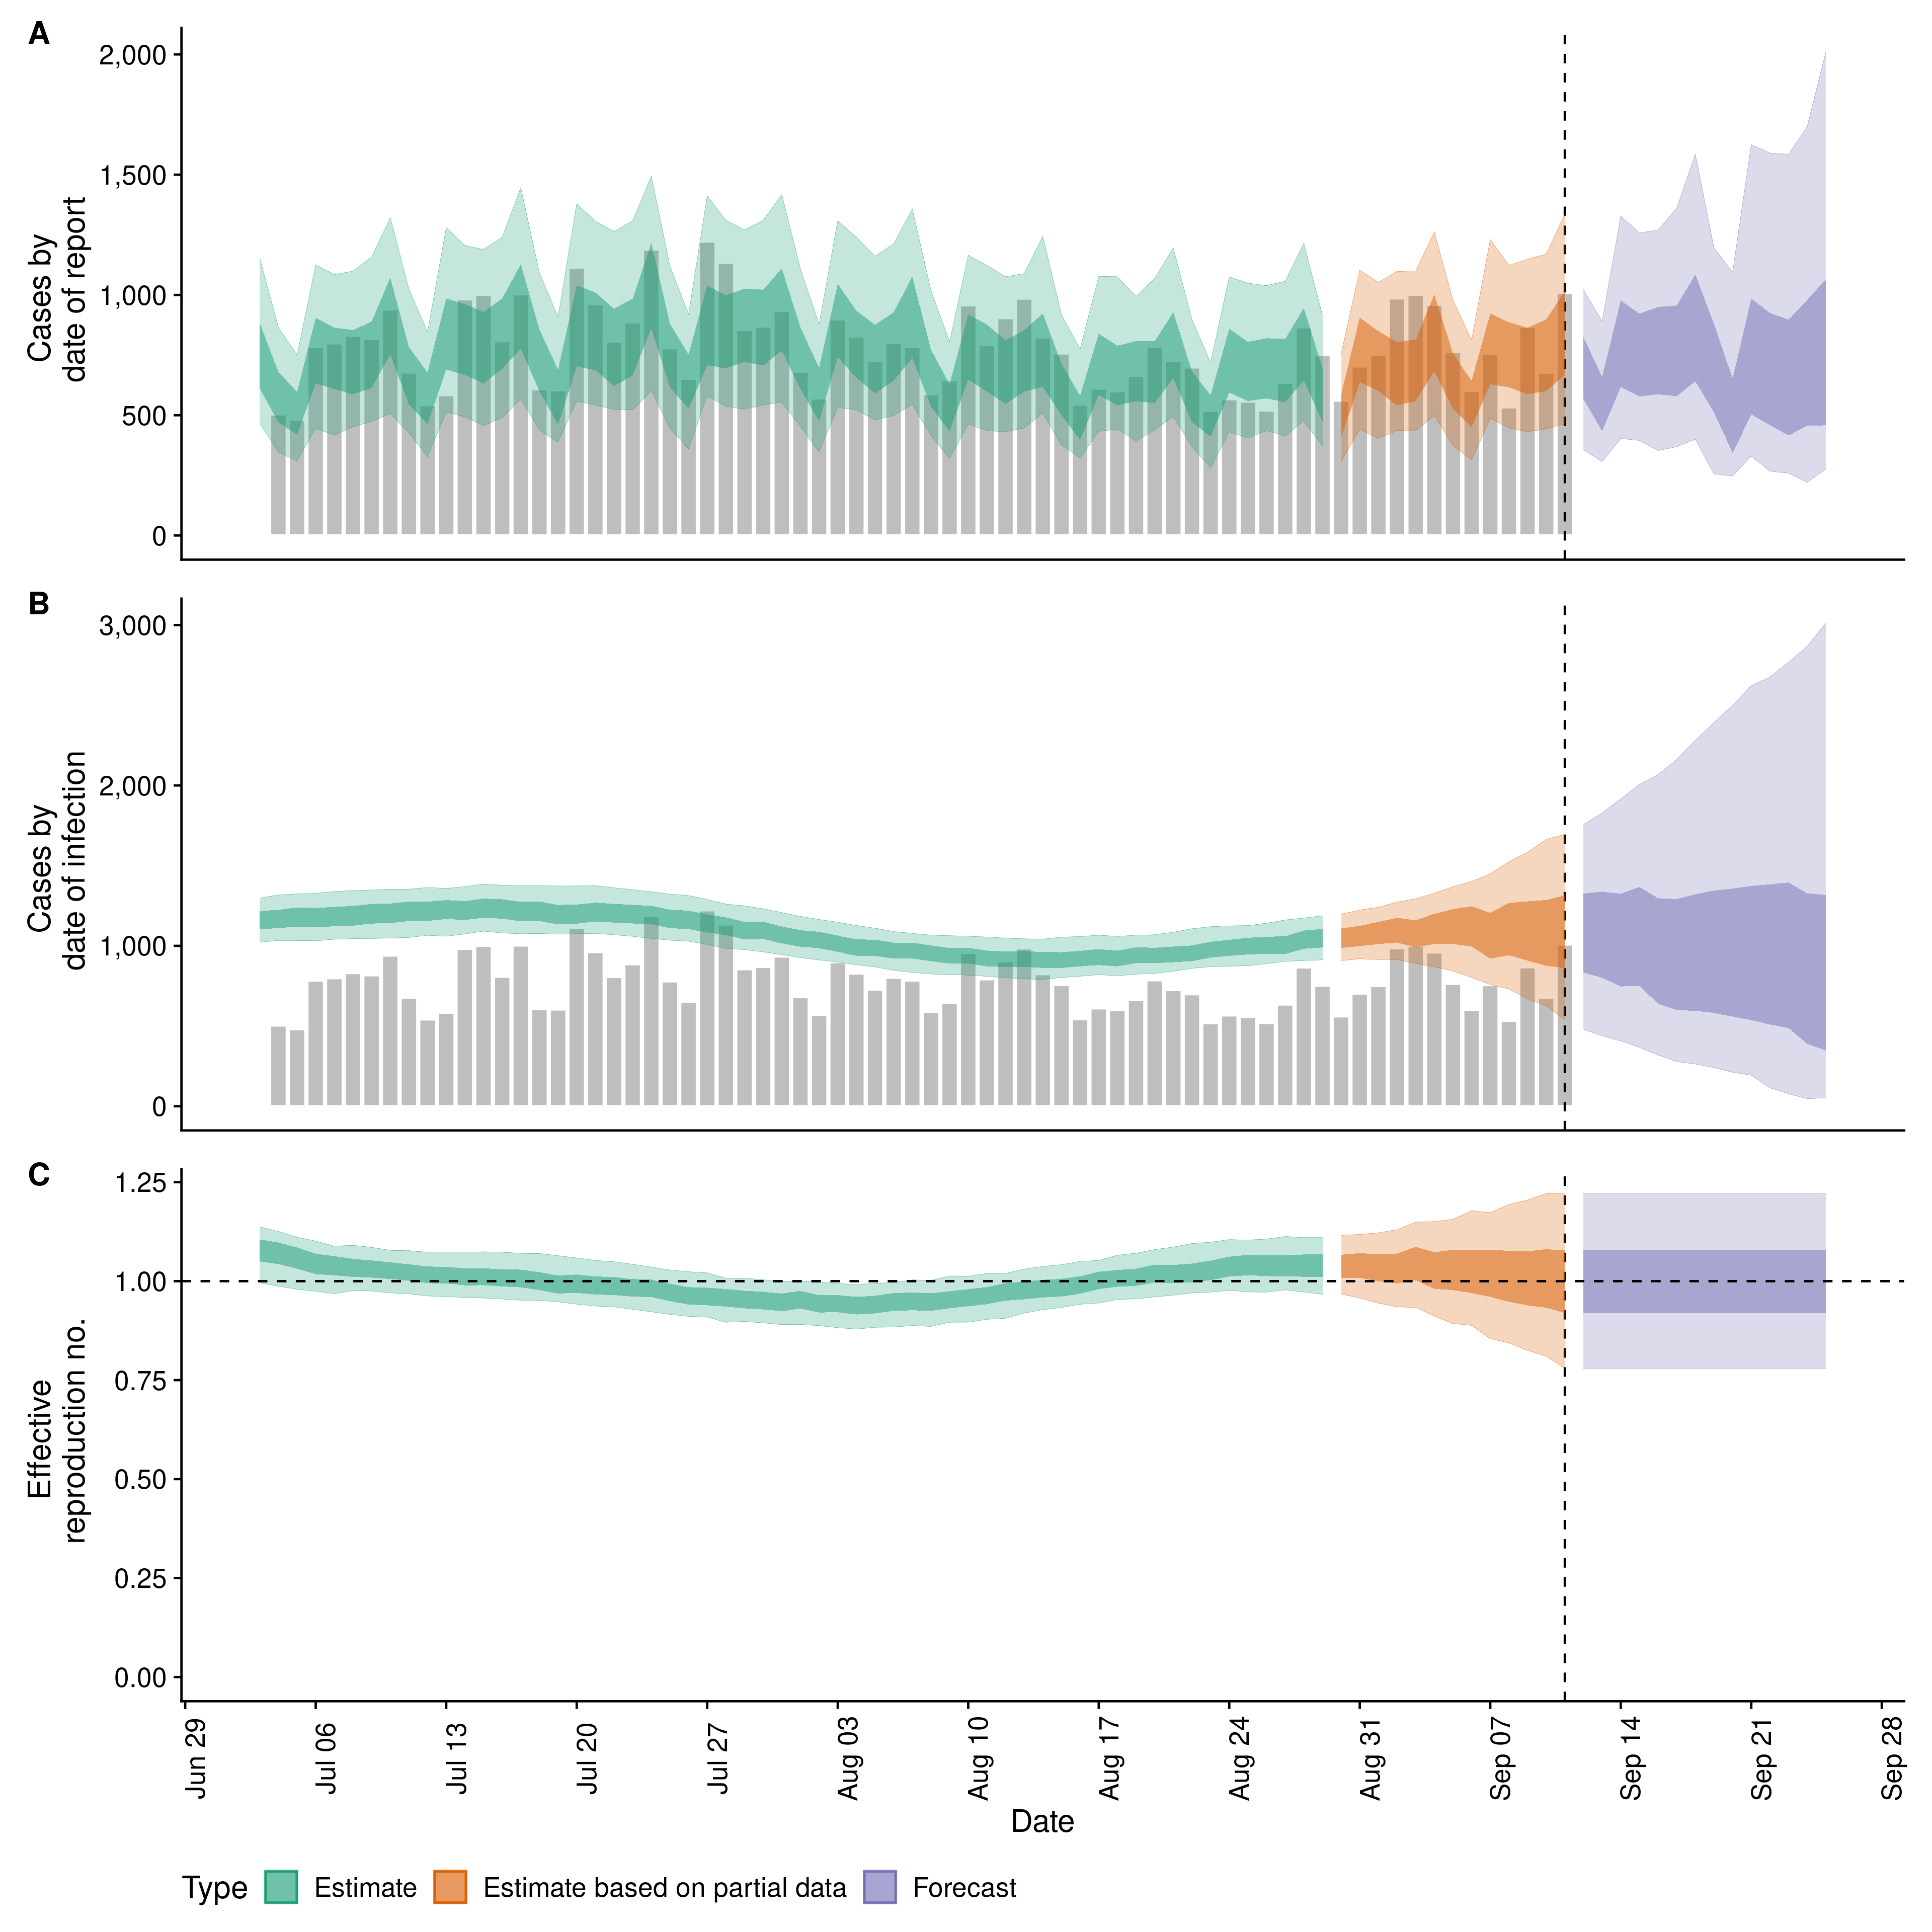 A
2,000
1,500
1,000
500
0
Cases by
date of report
B
3,000
2,000
1,000
0
Cases by
date of infection
C
1.25
1.00
0.75
0.50
0.25
0.00
Effective
reproduction no.
Jun 29
Jul 06
Jul 13
Jul 20
Jul 27
Aug 03
Aug 10
Aug 17
Aug 24
Aug 31
Sep 07
Sep 14
Sep 21
Sep 28
Date
Type Estimate Estimate based on partial data Forecast